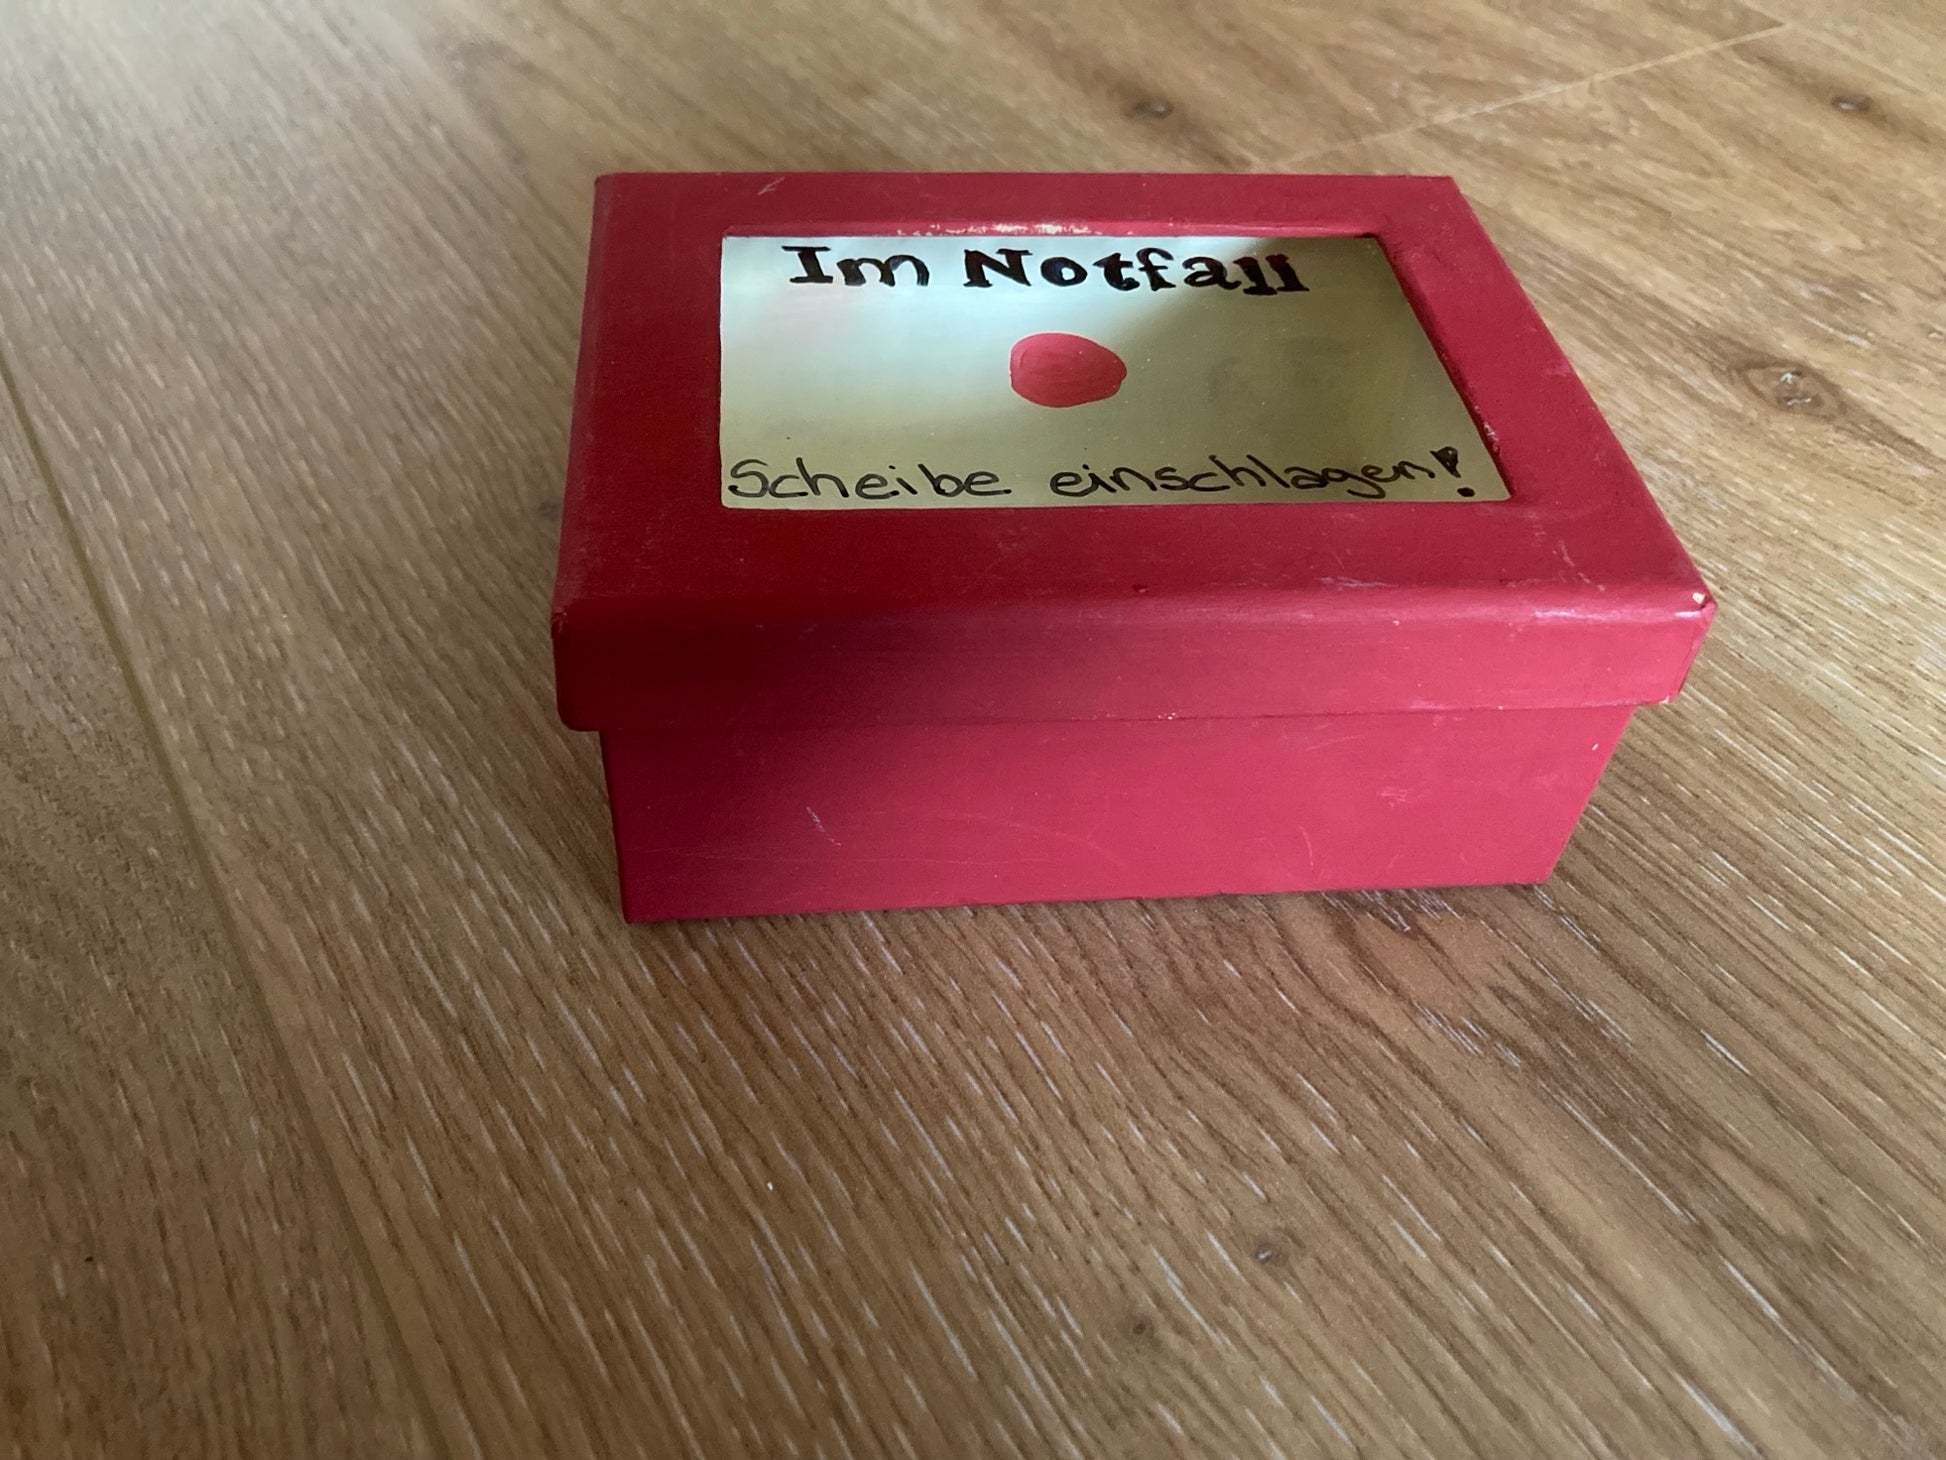 Im Notfall
Scheibe einschlagen!